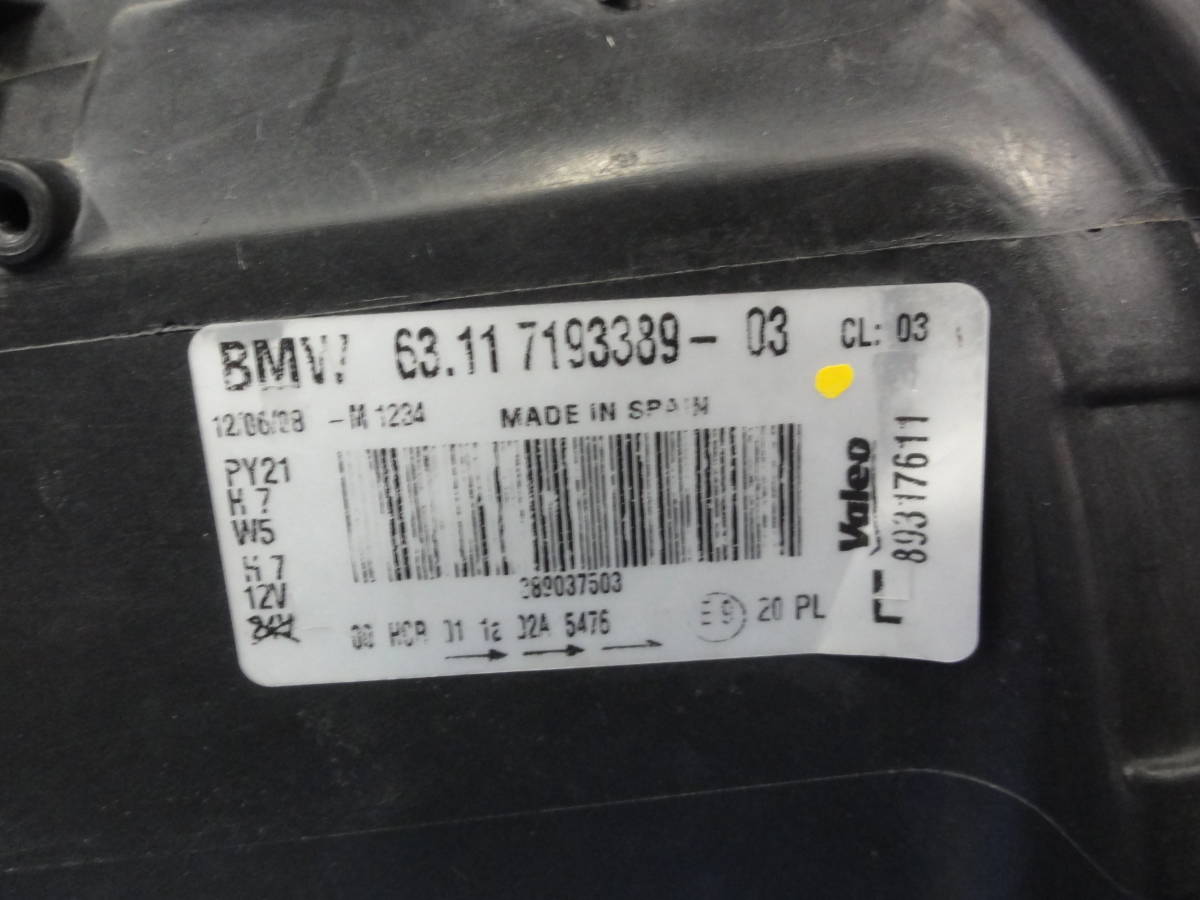 BMW 63.11 7193389-03 CL: 03
12/06/08 -M 1234 MADE IN SPAIN
PY21
H 7
W5
H 7
12V
24V
389037503
00 HCR 01 1a 02A 5476
E9 20 PL
Valeo
89317611